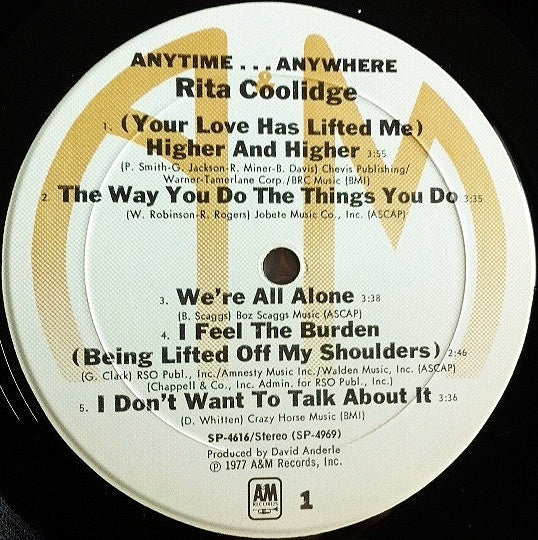 ANYTIME . . . ANYWHERE
Rita Coolidge
1. (Your Love Has Lifted Me)
Higher And Higher 3:55
(P. Smith-G. Jackson-R. Miner-B. Davis) Chevis Publishing/
Warner-Tamerlane Corp./BRC Music (BMI)
2. The Way You Do The Things You Do 3:35
(W. Robinson-R. Rogers) Jobete Music Co., Inc. (ASCAP)
3. We're All Alone 3:38
(B. Scaggs) Boz Scaggs Music (ASCAP)
4. I Feel The Burden
(Being Lifted Off My Shoulders) 2:46
(G. Clark) RSO Publ., Inc./Amnesty Music Inc./Walden Music, Inc. (ASCAP)
(Chappell & Co., Inc. Admin. for RSO Publ., Inc.)
5. I Don't Want To Talk About It 3:36
(D. Whitten) Crazy Horse Music (BMI)
SP-4616/Stereo (SP-4969)
Produced by David Anderle
℗ 1977 A&M Records, Inc.
A&M
RECORDS
1